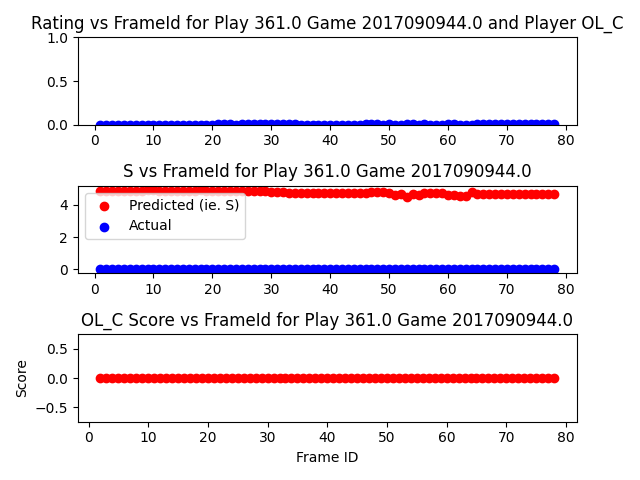 Rating vs FrameId for Play 361.0 Game 2017090944.0 and Player OL_C
1.0
0.5
0.0
0 10 20 30 40 50 60 70 80
S vs FrameId for Play 361.0 Game 2017090944.0
4
2
0
Predicted (ie. S)
Actual
0 10 20 30 40 50 60 70 80
OL_C Score vs FrameId for Play 361.0 Game 2017090944.0
Score
0.5
0.0
−0.5
0 10 20 30 40 50 60 70 80
Frame ID